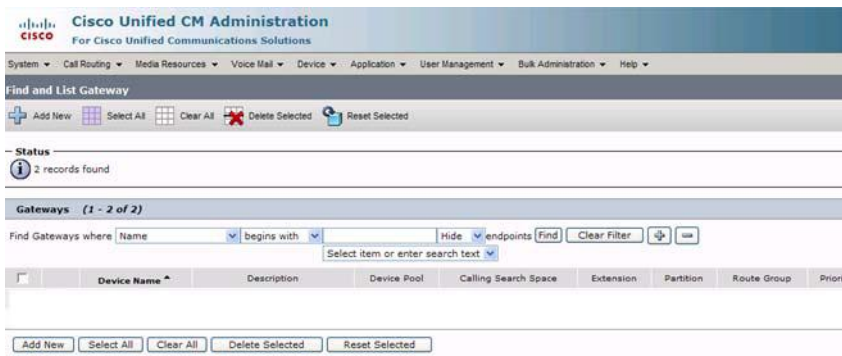 Cisco Unified CM Administration
CISCO
For Cisco Unified Communications Solutions
System Call Routing Media Resources Voice Mail Device Application User Management Bulk Administration Help
Find and List Gateway
Add New Select All Clear All Delete Selected Reset Selected
Status
2 records found
Gateways (1 - 2 of 2)
Find Gateways where Name begins with Hide endpoints Find Clear Filter
Select item or enter search text
Device Name Description Device Pool Calling Search Space Extension Partition Route Group Prior
Add New Select All Clear All Delete Selected Reset Selected